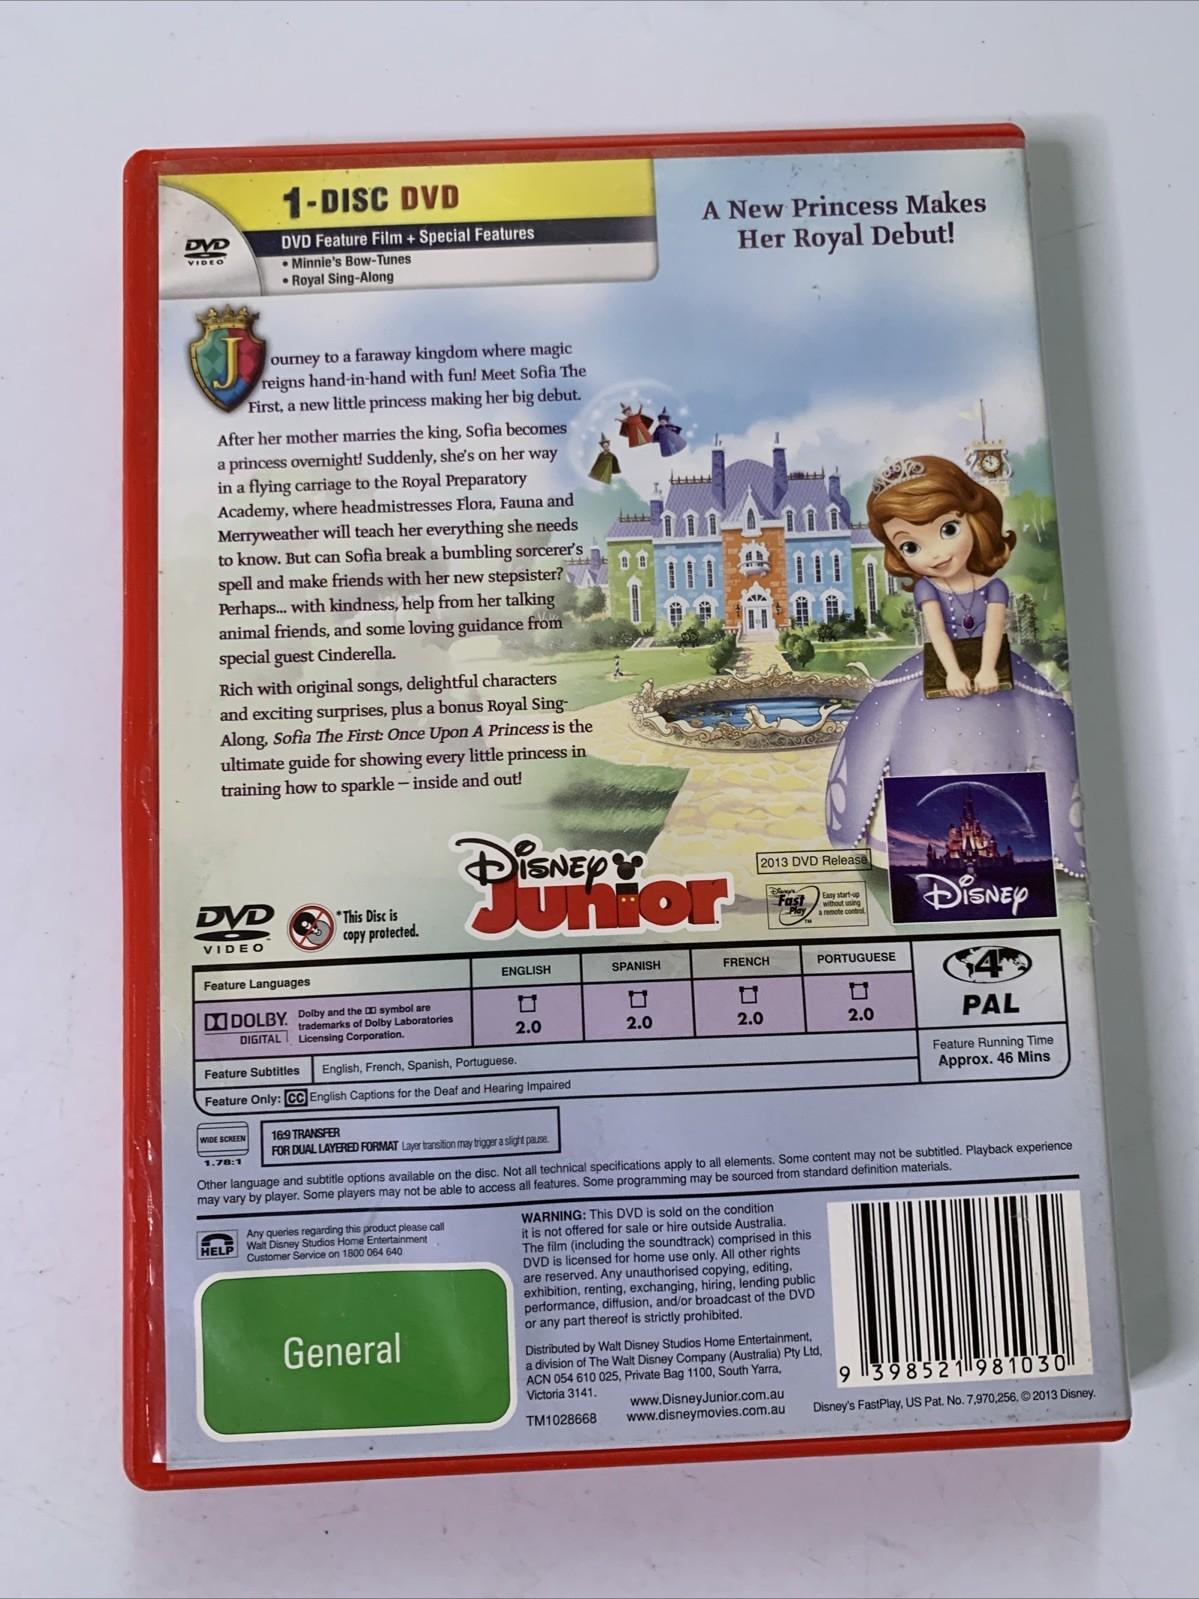 1-DISC DVD
DVD
VIDEO
DVD Feature Film + Special Features
• Minnie's Bow-Tunes
• Royal Sing-Along
A New Princess Makes
Her Royal Debut!
Journey to a faraway kingdom where magic
reigns hand-in-hand with fun! Meet Sofia The
First, a new little princess making her big debut.
After her mother marries the king, Sofia becomes
a princess overnight! Suddenly, she's on her way
in a flying carriage to the Royal Preparatory
Academy, where headmistresses Flora, Fauna and
Merryweather will teach her everything she needs
to know. But can Sofia break a bumbling sorcerer's
spell and make friends with her new stepsister?
Perhaps... with kindness, help from her talking
animal friends, and some loving guidance from
special guest Cinderella.
Rich with original songs, delightful characters
and exciting surprises, plus a bonus Royal Sing-
Along, Sofia The First: Once Upon A Princess is the
ultimate guide for showing every little princess in
training how to sparkle – inside and out!
DISNEY
Junior
2013 DVD Release
Disney's
Fast
Play
TM
Easy start-up
without using
a remote control.
DISNEY
DVD
VIDEO™
*This Disc is
copy protected.
Feature Languages
ENGLISH
SPANISH
FRENCH
PORTUGUESE
DOLBY
DIGITAL
Dolby and the DD symbol are
trademarks of Dolby Laboratories
Licensing Corporation.
2.0
2.0
2.0
2.0
4
PAL
Feature Running Time
Approx. 46 Mins
Feature Subtitles
English, French, Spanish, Portuguese.
Feature Only: CC English Captions for the Deaf and Hearing Impaired
WIDE SCREEN
1.78:1
16:9 TRANSFER
FOR DUAL LAYERED FORMAT Layer transition may trigger a slight pause.
Other language and subtitle options available on the disc. Not all technical specifications apply to all elements. Some content may not be subtitled. Playback experience
may vary by player. Some players may not be able to access all features. Some programming may be sourced from standard definition materials.
HELP
Any queries regarding this product please call
Walt Disney Studios Home Entertainment
Customer Service on 1800 064 640
General
WARNING: This DVD is sold on the condition
it is not offered for sale or hire outside Australia.
The film (including the soundtrack) comprised in this
DVD is licensed for home use only. All other rights
are reserved. Any unauthorised copying, editing,
exhibition, renting, exchanging, hiring, lending public
performance, diffusion, and/or broadcast of the DVD
or any part thereof is strictly prohibited.
Distributed by Walt Disney Studios Home Entertainment,
a division of The Walt Disney Company (Australia) Pty Ltd,
ACN 054 610 025, Private Bag 1100, South Yarra,
Victoria 3141.
www.DisneyJunior.com.au
TM1028668
www.disneymovies.com.au
9 398521 981030
Disney's FastPlay, US Pat. No. 7,970,256. © 2013 Disney.